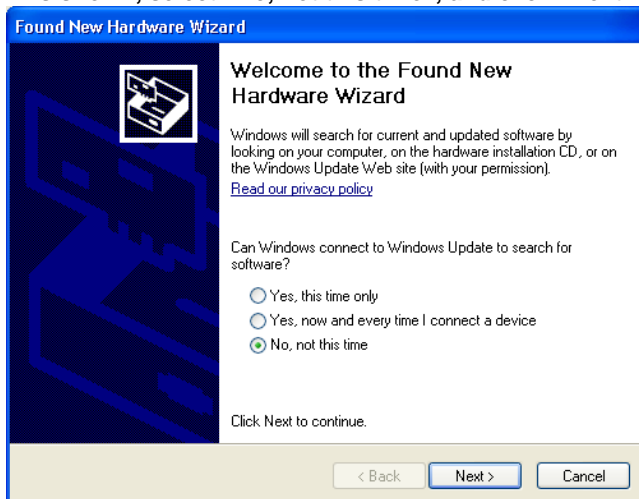 Found New Hardware Wizard
Welcome to the Found New
Hardware Wizard
Windows will search for current and updated software by
looking on your computer, on the hardware installation CD, or on
the Windows Update Web site (with your permission).
Read our privacy policy
Can Windows connect to Windows Update to search for
software?
Yes, this time only
Yes, now and every time I connect a device
No, not this time
Click Next to continue.
< Back
Next >
Cancel